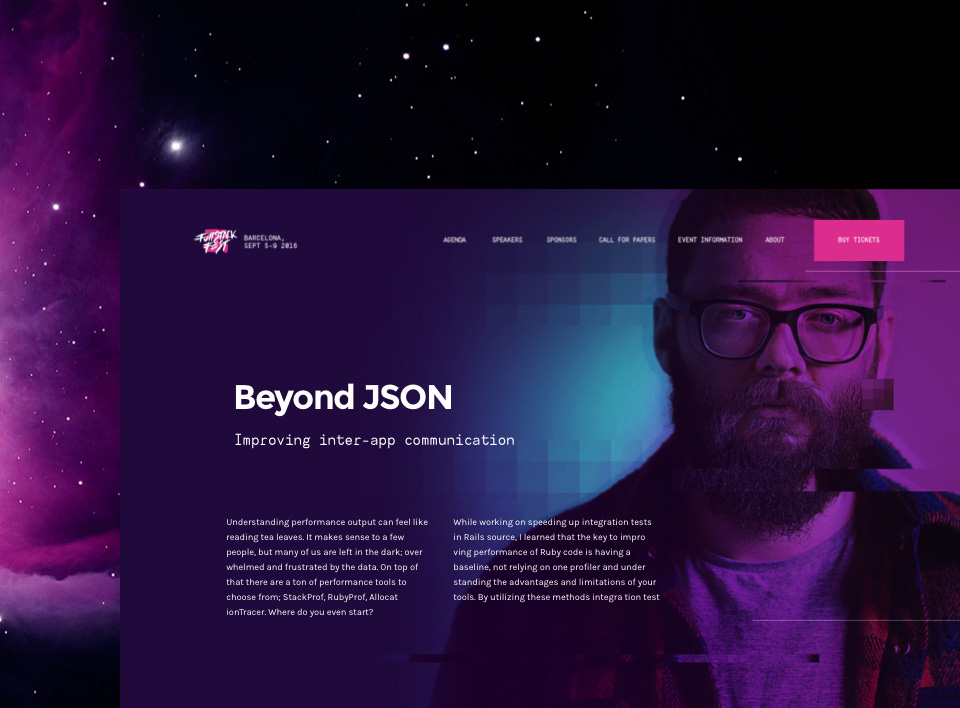 FULLSTACK
FEST
BARCELONA,
SEPT 5-9 2016
AGENDA
SPEAKERS
SPONSORS
CALL FOR PAPERS
EVENT INFORMATION
ABOUT
BUY TICKETS
Beyond JSON
Improving inter-app communication
Understanding performance output can feel like
reading tea leaves. It makes sense to a few
people, but many of us are left in the dark; over
whelmed and frustrated by the data. On top of
that there are a ton of performance tools to
choose from; StackProf, RubyProf, Allocat
ionTracer. Where do you even start?
While working on speeding up integration tests
in Rails source, I learned that the key to impro
ving performance of Ruby code is having a
baseline, not relying on one profiler and under
standing the advantages and limitations of your
tools. By utilizing these methods integra tion test